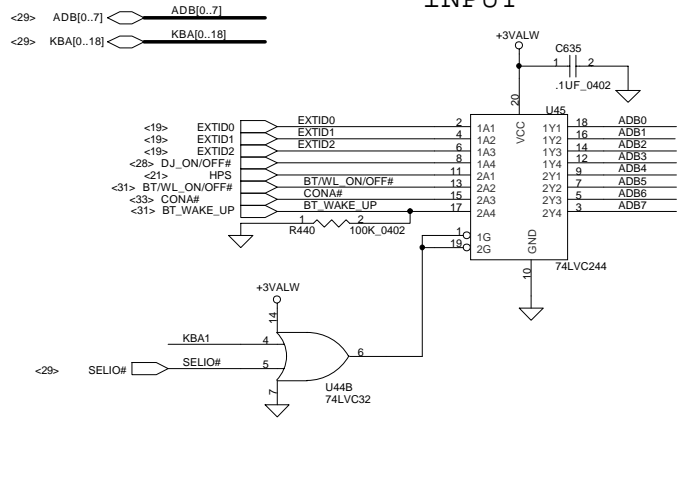 INPUT
<29> ADB[0..7] ADB[0..7]
<29> KBA[0..18] KBA[0..18]
+3VALW
C635
1 2
.1UF_0402
20
U45
<19> EXTID0 EXTID0 2 1A1 VCC 1Y1 18 ADB0
<19> EXTID1 EXTID1 4 1A2 1Y2 16 ADB1
<19> EXTID2 EXTID2 6 1A3 1Y3 14 ADB2
<28> DJ_ON/OFF# 8 1A4 1Y4 12 ADB3
<21> HPS 11 2A1 2Y1 9 ADB4
<31> BT/WL_ON/OFF# BT/WL_ON/OFF# 13 2A2 2Y2 7 ADB5
<33> CONA# CONA# 15 2A3 2Y3 5 ADB6
<31> BT_WAKE_UP BT_WAKE_UP 17 2A4 2Y4 3 ADB7
1 2
R440 100K_0402
1 1G GND
19 2G
74LVC244
10
+3VALW
14
KBA1 4
6
<29> SELIO# SELIO# 5
7
U44B
74LVC32